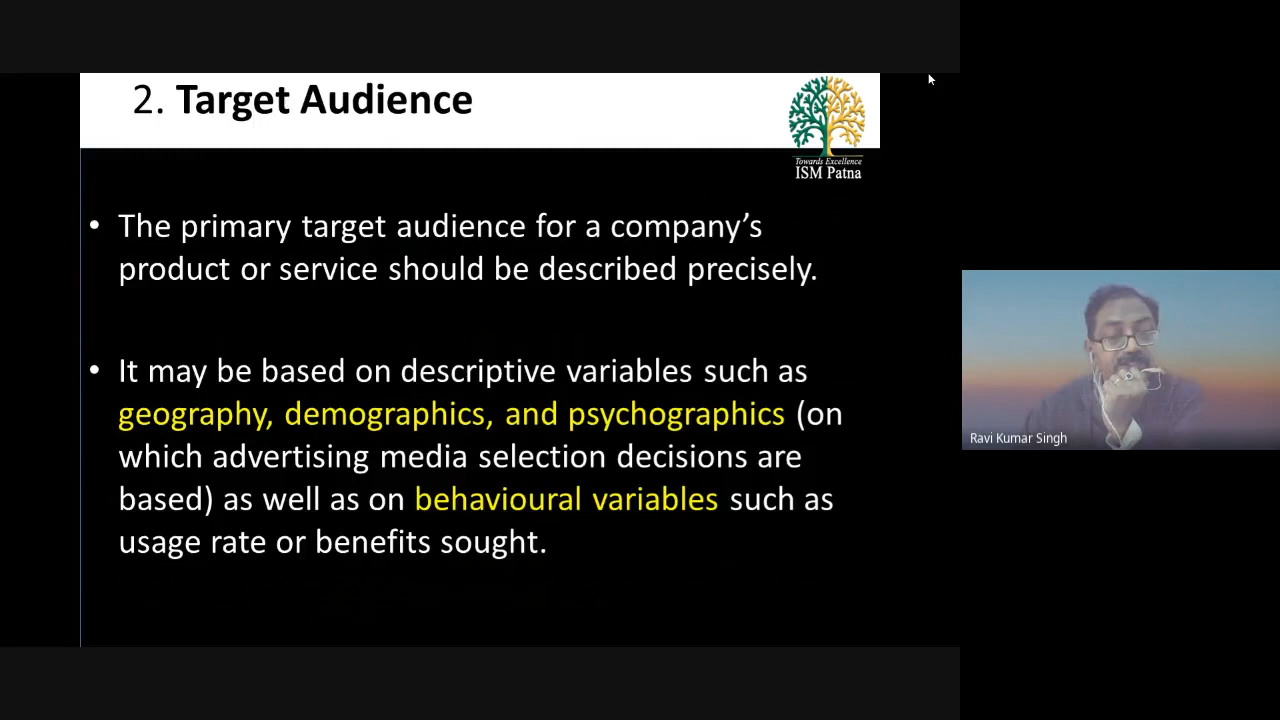 2. Target Audience
Towards Excellence
ISM Patna
• The primary target audience for a company’s
product or service should be described precisely.
• It may be based on descriptive variables such as
geography, demographics, and psychographics (on
which advertising media selection decisions are
based) as well as on behavioural variables such as
usage rate or benefits sought.
Ravi Kumar Singh